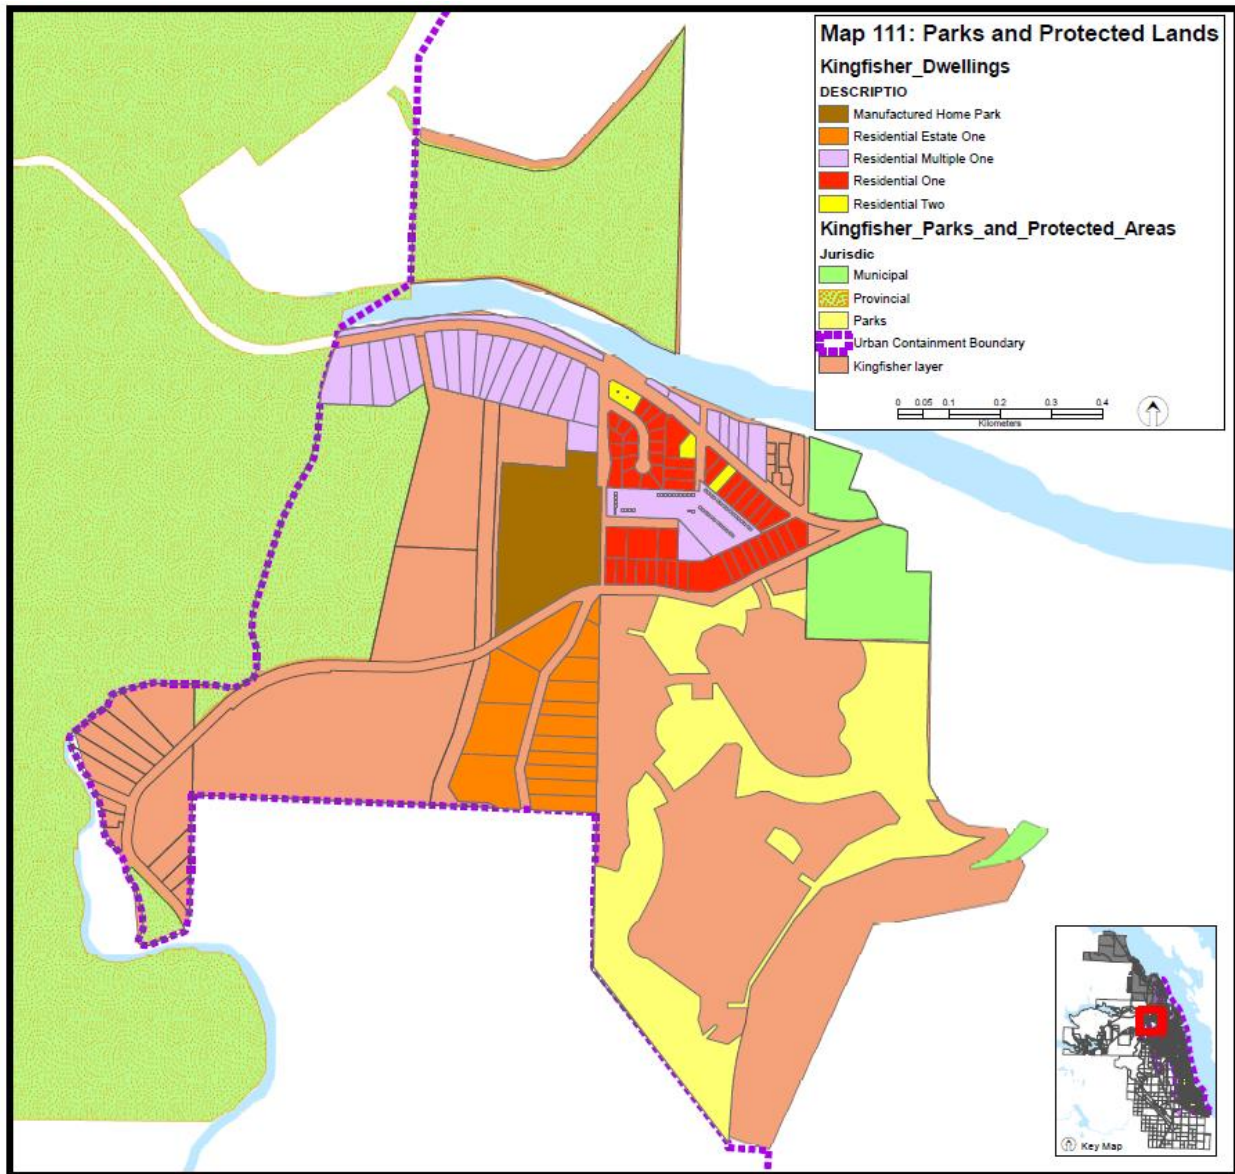 Map 111: Parks and Protected Lands
Kingfisher_Dwellings
DESCRIPTIO
Manufactured Home Park
Residential Estate One
Residential Multiple One
Residential One
Residential Two
Kingfisher_Parks_and_Protected_Areas
Jurisdic
Municipal
Provincial
Parks
Urban Containment Boundary
Kingfisher layer
0 0.05 0.1 0.2 0.3 0.4
Kilometers
Key Map